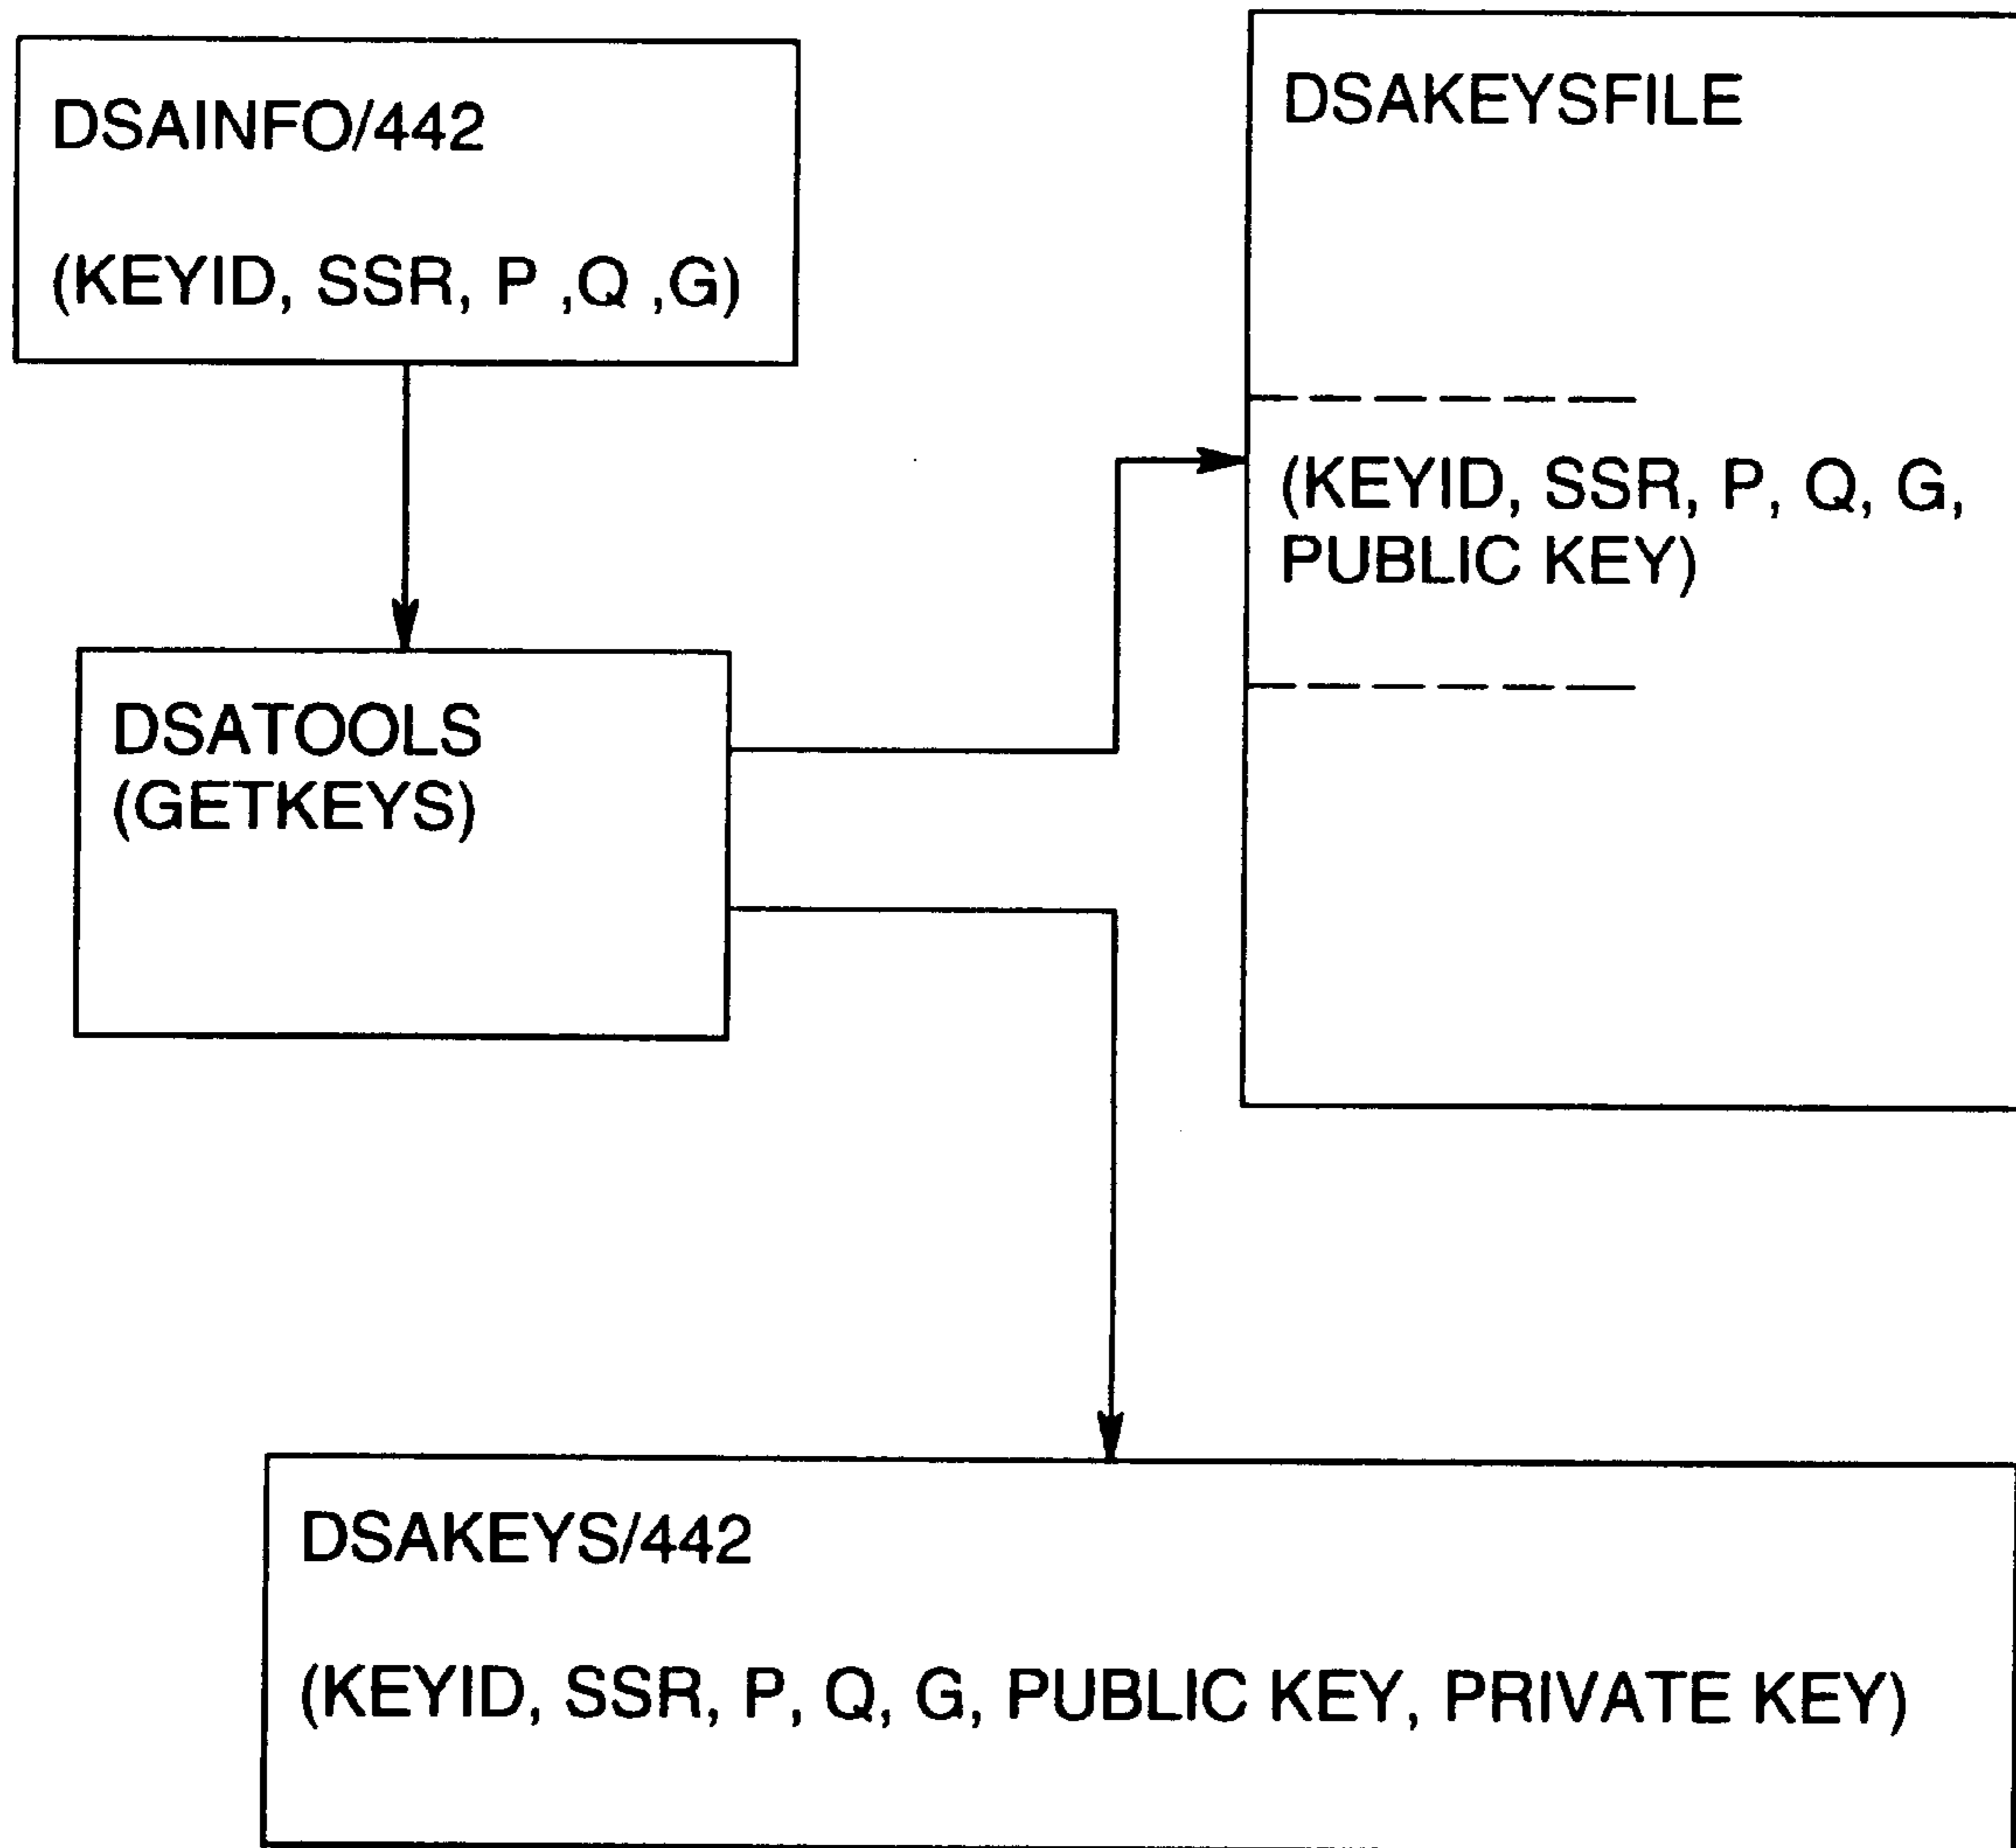 DSAINFO/442
(KEYID, SSR, P ,Q ,G)
DSAKEYSFILE
(KEYID, SSR, P, Q, G,
PUBLIC KEY)
DSATOOLS
(GETKEYS)
DSAKEYS/442
(KEYID, SSR, P, Q, G, PUBLIC KEY, PRIVATE KEY)